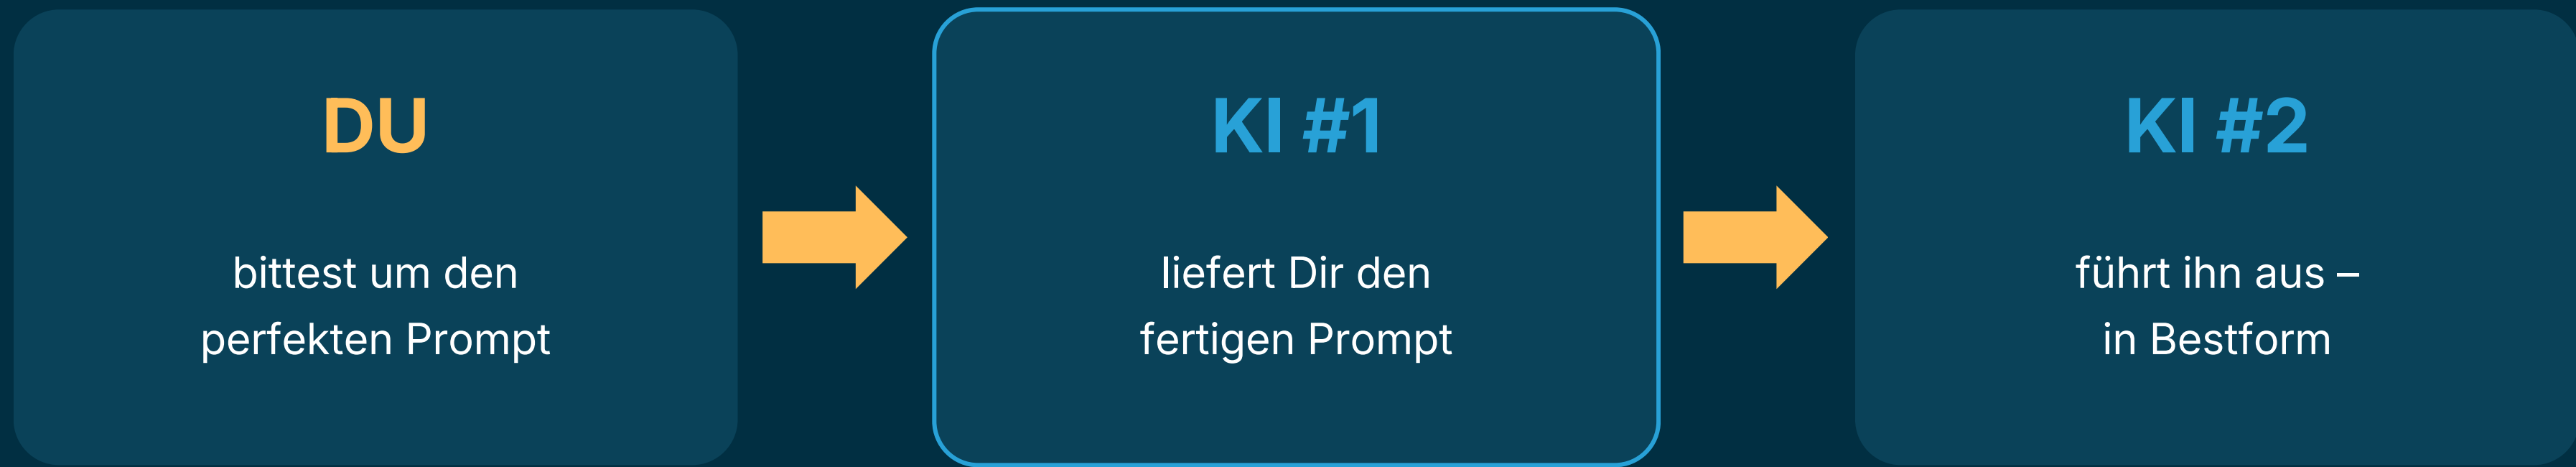 DU
bittest um den
perfekten Prompt
KI #1
liefert Dir den
fertigen Prompt
KI #2
führt ihn aus –
in Bestform